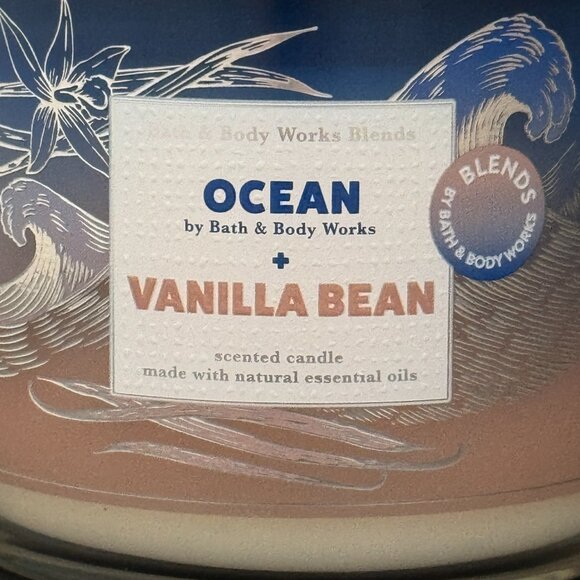 Bath & Body Works Blends
OCEAN
by Bath & Body Works
+
VANILLA BEAN
scented candle
made with natural essential oils
BLENDS
BY BATH & BODY WORKS